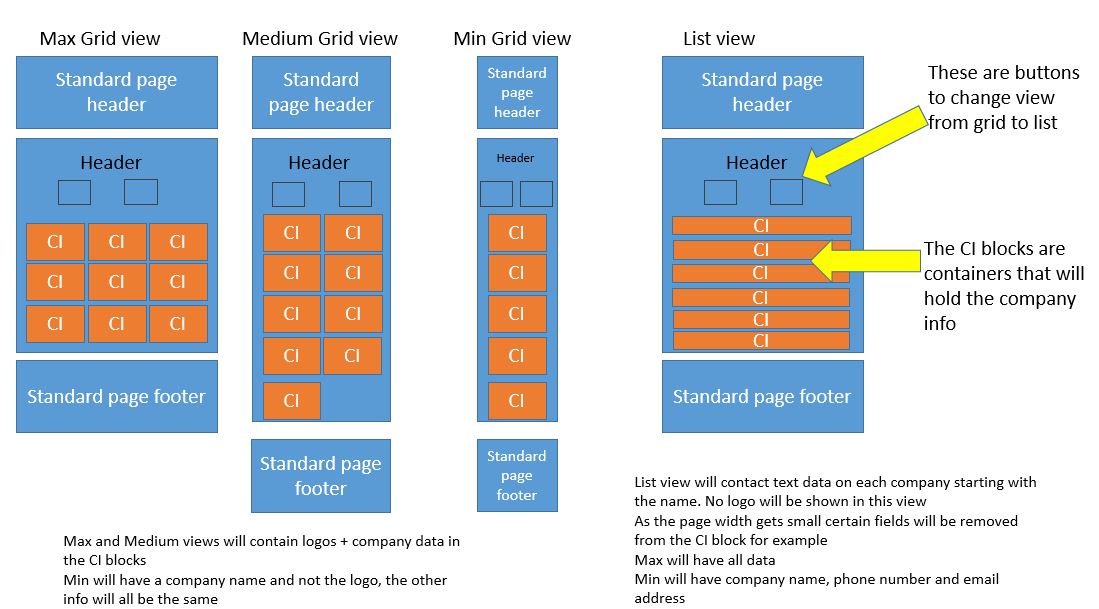 Max Grid view
Medium Grid view
Min Grid view
List view
Standard page
header
Standard
page header
Standard
page
header
Standard page
header
These are buttons
to change view
from grid to list
Header
Header
Header
Header
CI CI CI
CI CI CI
CI CI CI
CI CI
CI CI
CI CI
CI CI
CI
CI
CI
CI
CI
CI
CI
CI
CI
CI
CI
CI
The CI blocks are
containers that will
hold the company
info
Standard page footer
Standard page
footer
Standard
page
footer
Standard page footer
Max and Medium views will contain logos + company data in
the CI blocks
Min will have a company name and not the logo, the other
info will all be the same
List view will contact text data on each company starting with
the name. No logo will be shown in this view
As the page width gets small certain fields will be removed
from the CI block for example
Max will have all data
Min will have company name, phone number and email
address